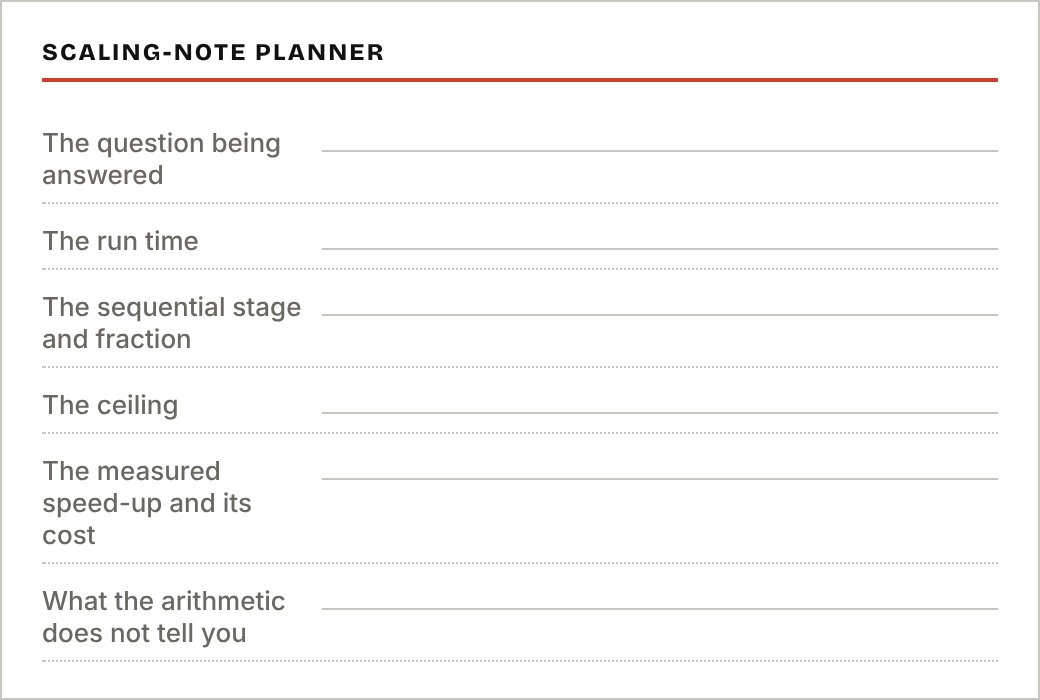 SCALING-NOTE PLANNER
The question being
answered
The run time
The sequential stage
and fraction
The ceiling
The measured
speed-up and its
cost
What the arithmetic
does not tell you